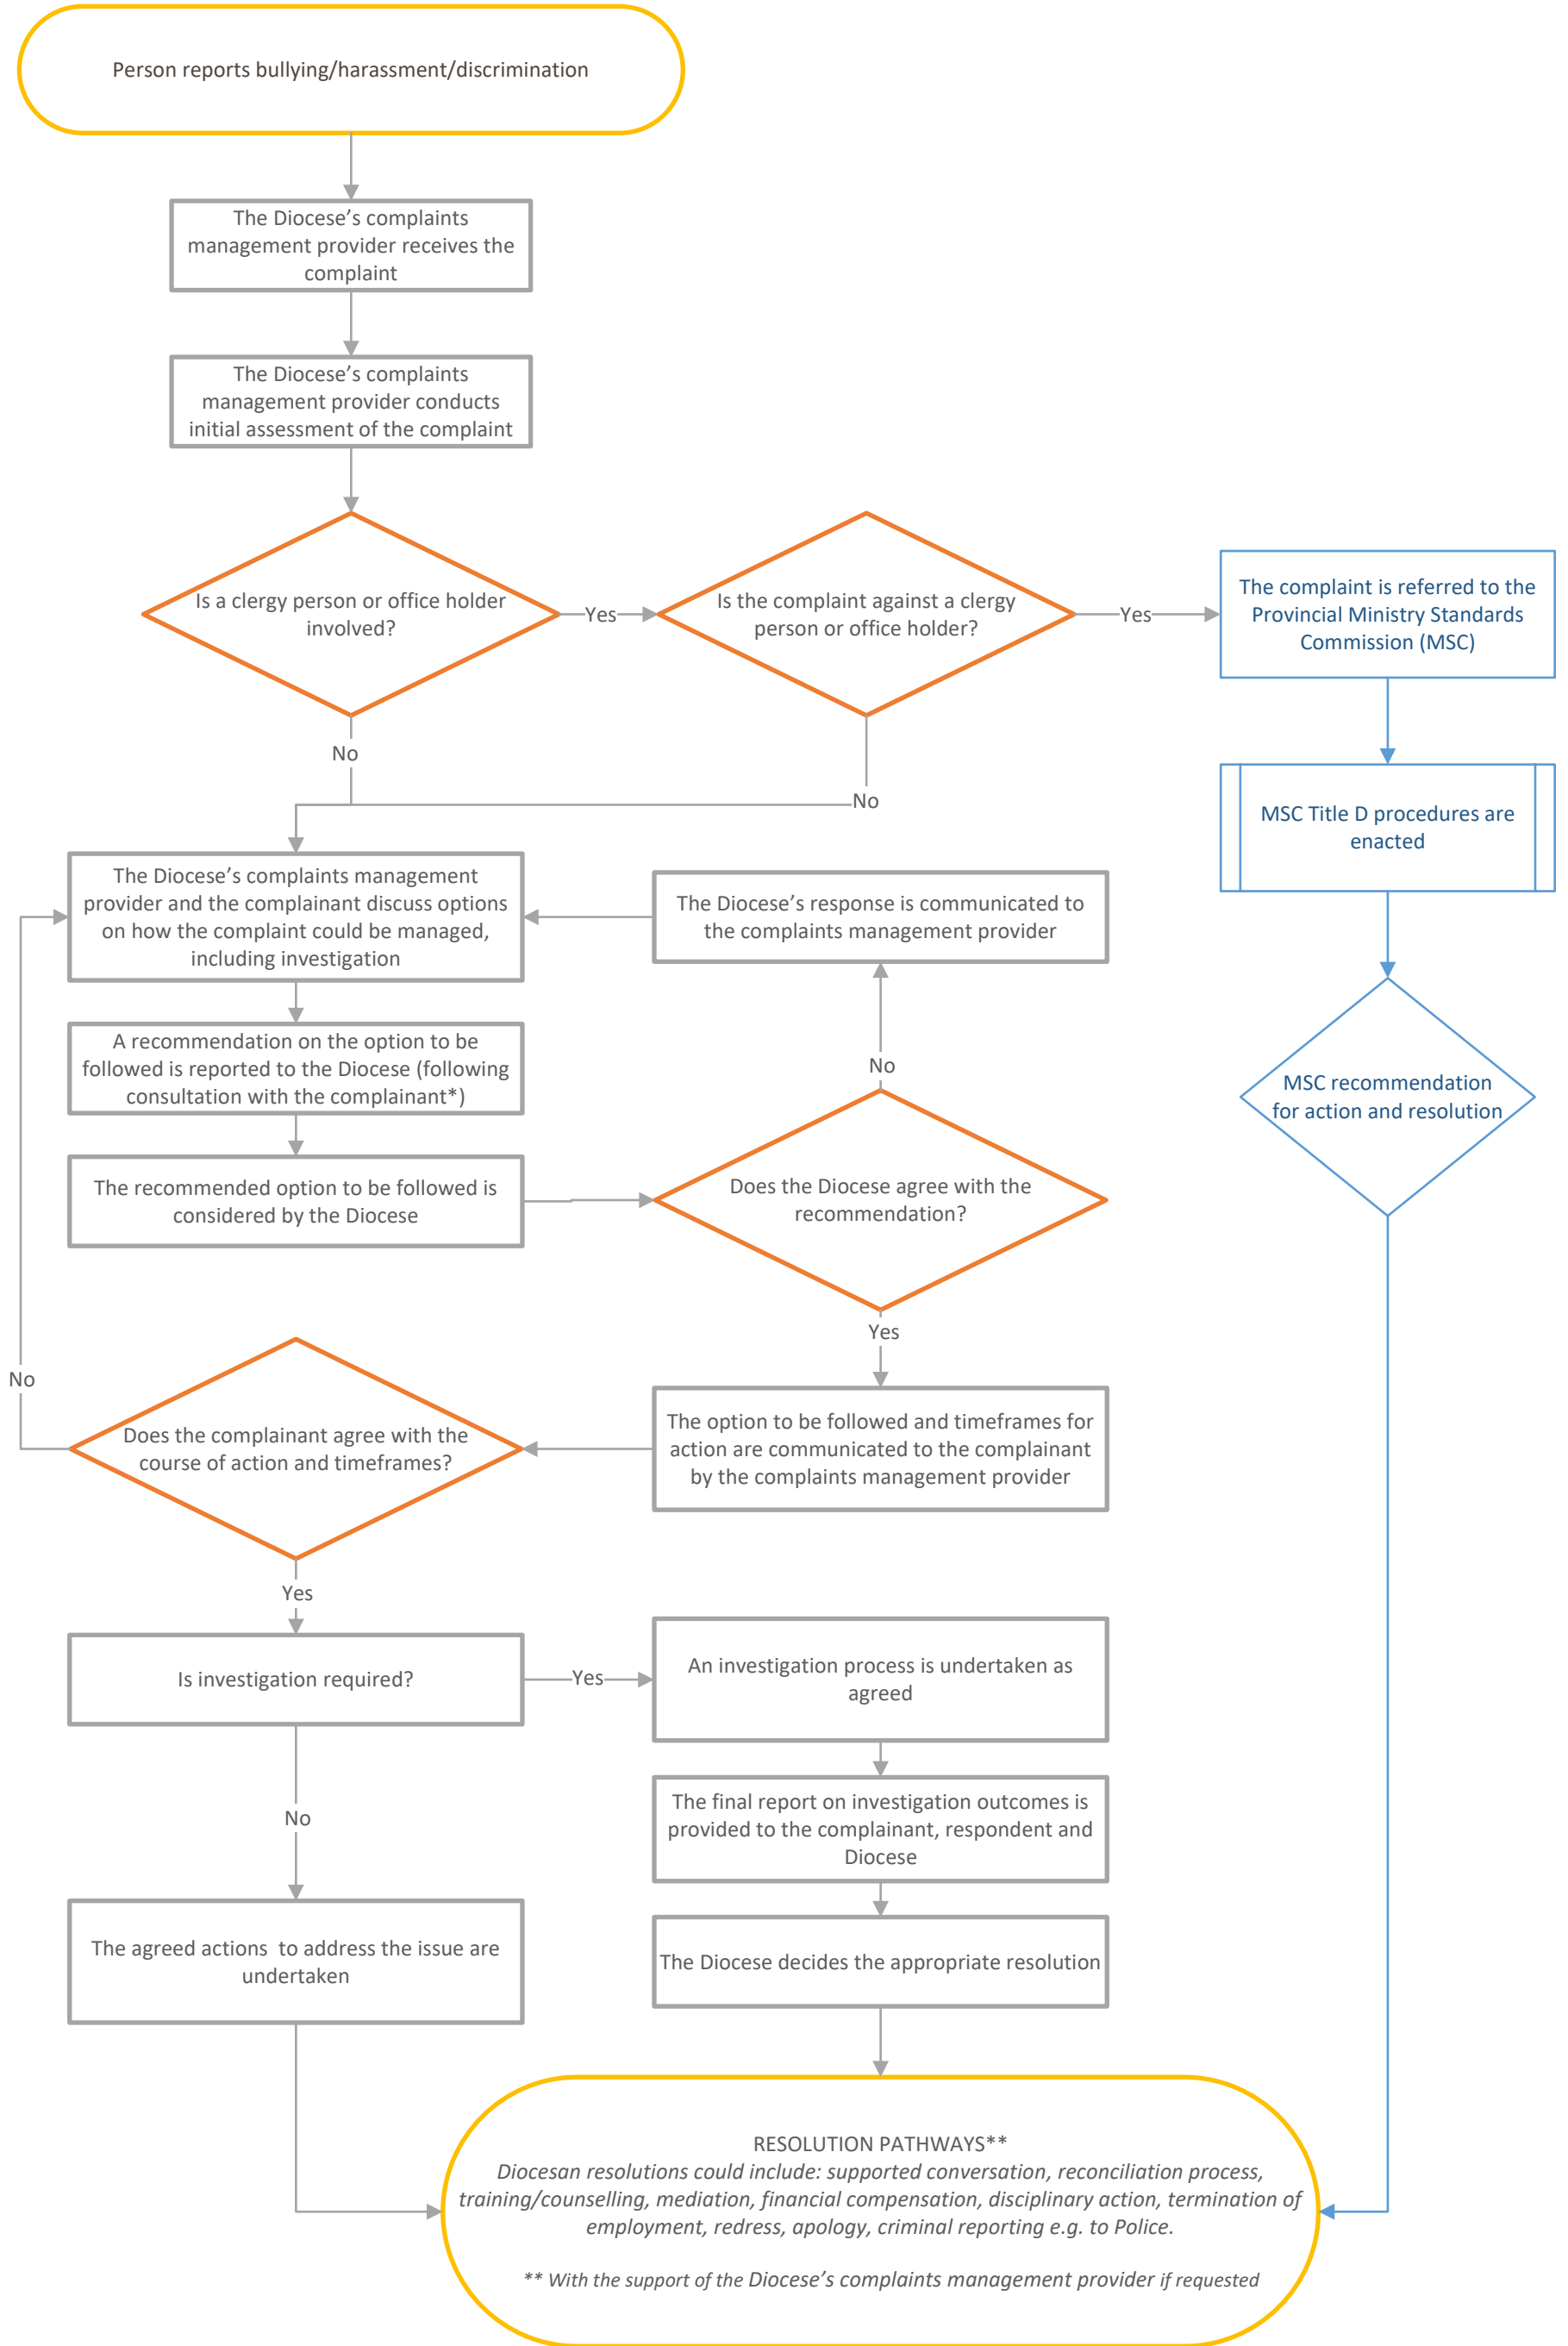 Person reports bullying/harassment/discrimination
The Diocese’s complaints
management provider receives the
complaint
The Diocese’s complaints
management provider conducts
initial assessment of the complaint
Is a clergy person or office holder
involved?
Yes
Is the complaint against a clergy
person or office holder?
Yes
The complaint is referred to the
Provincial Ministry Standards
Commission (MSC)
No
No
MSC Title D procedures are
enacted
The Diocese’s complaints management
provider and the complainant discuss options
on how the complaint could be managed,
including investigation
The Diocese’s response is communicated to
the complaints management provider
A recommendation on the option to be
followed is reported to the Diocese (following
consultation with the complainant*)
No
MSC recommendation
for action and resolution
The recommended option to be followed is
considered by the Diocese
Does the Diocese agree with the
recommendation?
Yes
No
Does the complainant agree with the
course of action and timeframes?
The option to be followed and timeframes for
action are communicated to the complainant
by the complaints management provider
Yes
Is investigation required?
Yes
An investigation process is undertaken as
agreed
No
The final report on investigation outcomes is
provided to the complainant, respondent and
Diocese
The agreed actions to address the issue are
undertaken
The Diocese decides the appropriate resolution
RESOLUTION PATHWAYS**
Diocesan resolutions could include: supported conversation, reconciliation process,
training/counselling, mediation, financial compensation, disciplinary action, termination of
employment, redress, apology, criminal reporting e.g. to Police.
** With the support of the Diocese’s complaints management provider if requested